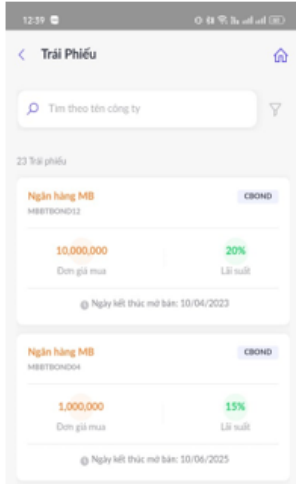 12:39
Trái Phiếu
Tìm theo tên công ty
23 Trái phiếu
Ngân hàng MB
CBOND
MBBTBOND12
10,000,000
20%
Đơn giá mua
Lãi suất
Ngày kết thúc mở bán: 10/04/2023
Ngân hàng MB
CBOND
MBBTBOND04
1,000,000
15%
Đơn giá mua
Lãi suất
Ngày kết thúc mở bán: 10/06/2025